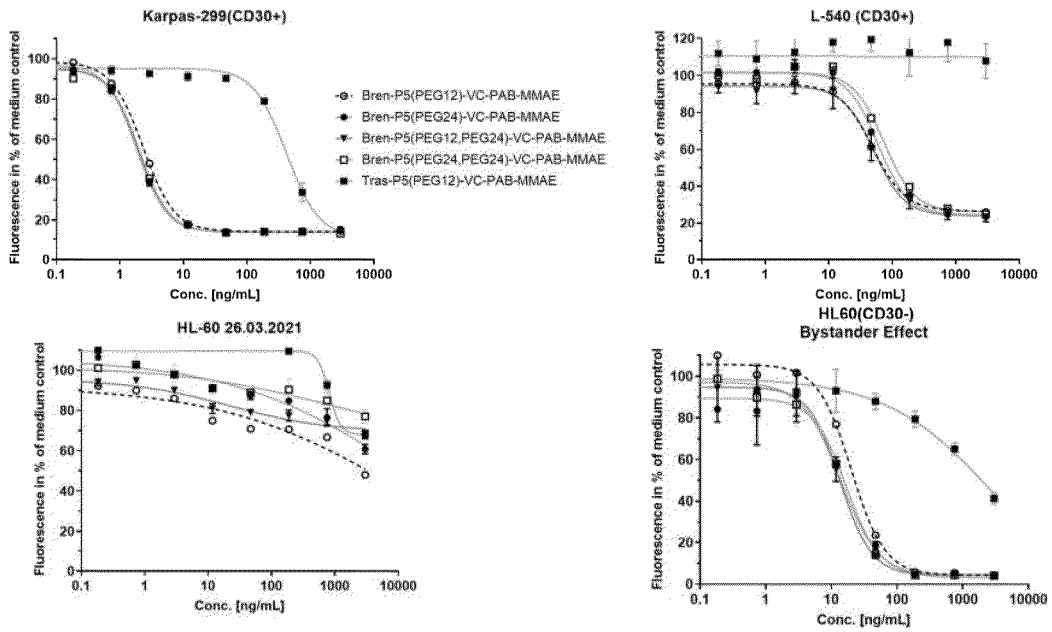 Karpas-299(CD30+)
Fluorescence in % of medium control
100
80
60
40
20
0
0.1
1
10
100
1000
10000
Conc. [ng/mL]
Bren-P5(PEG12)-VC-PAB-MMAE
Bren-P5(PEG24)-VC-PAB-MMAE
Bren-P5(PEG12,PEG24)-VC-PAB-MMAE
Bren-P5(PEG24,PEG24)-VC-PAB-MMAE
Tras-P5(PEG12)-VC-PAB-MMAE
L-540 (CD30+)
Fluorescence in % of medium control
120
100
80
60
40
20
0
0.1
1
10
100
1000
10000
Conc. [ng/mL]
HL-60 26.03.2021
Fluorescence in % of medium control
100
80
60
40
20
0
0.1
1
10
100
1000
10000
Conc. [ng/mL]
HL60(CD30-)
Bystander Effect
Fluorescence in % of medium control
100
80
60
40
20
0
0.1
1
10
100
1000
10000
Conc. [ng/mL]